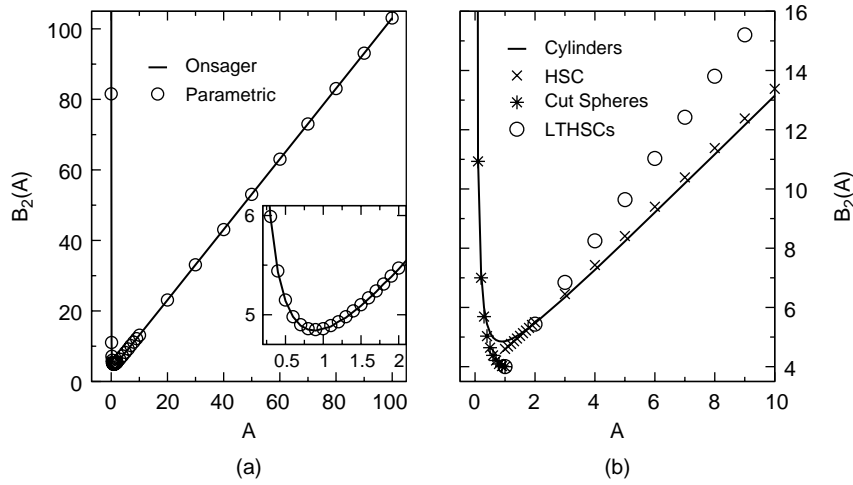 100
80
60
40
20
0
B2(A)
Onsager
Parametric
6
5
0.5 1 1.5 2
0 20 40 60 80 100
A
(a)
Cylinders
HSC
Cut Spheres
LTHSCs
16
14
12
10
8
6
4
B2(A)
0 2 4 6 8 10
A
(b)